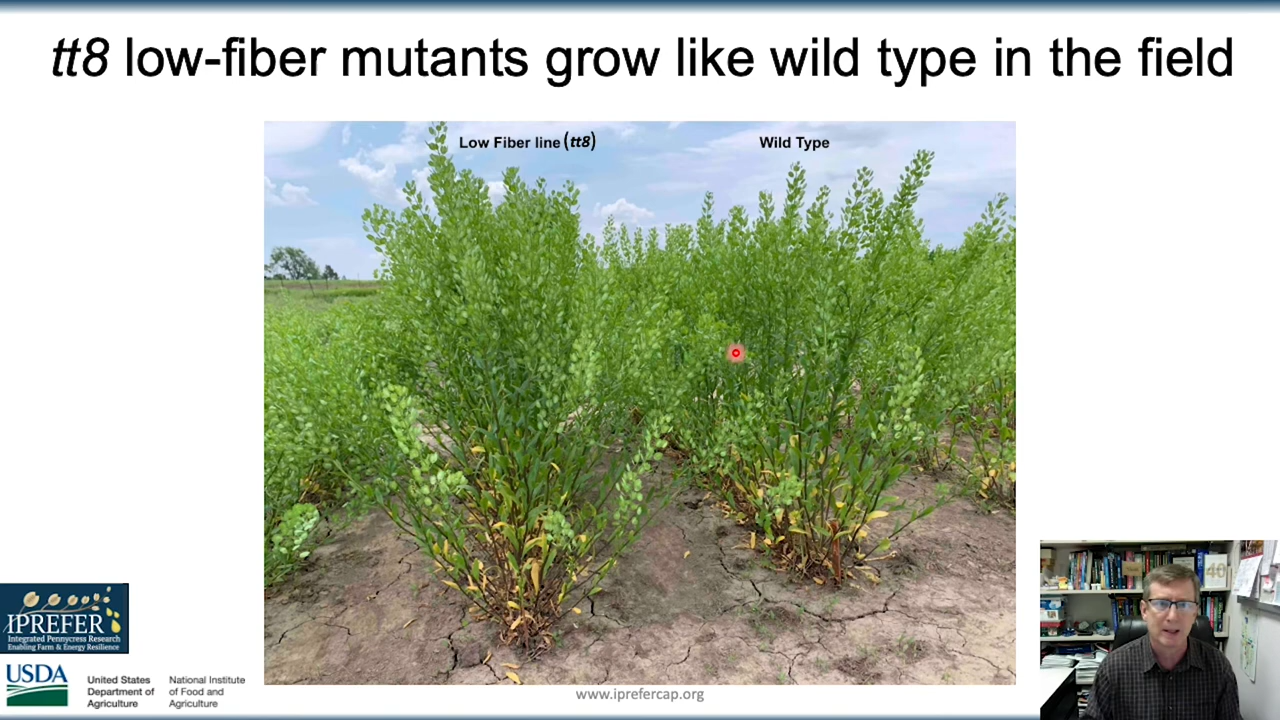 tt8 low-fiber mutants grow like wild type in the field
Low Fiber line (tt8)
Wild Type
IPREFER
Integrated Pennycress Research
Enabling Farm & Energy Resilience
USDA
United States
Department of
Agriculture
National Institute
of Food and
Agriculture
www.iprefercap.org
40